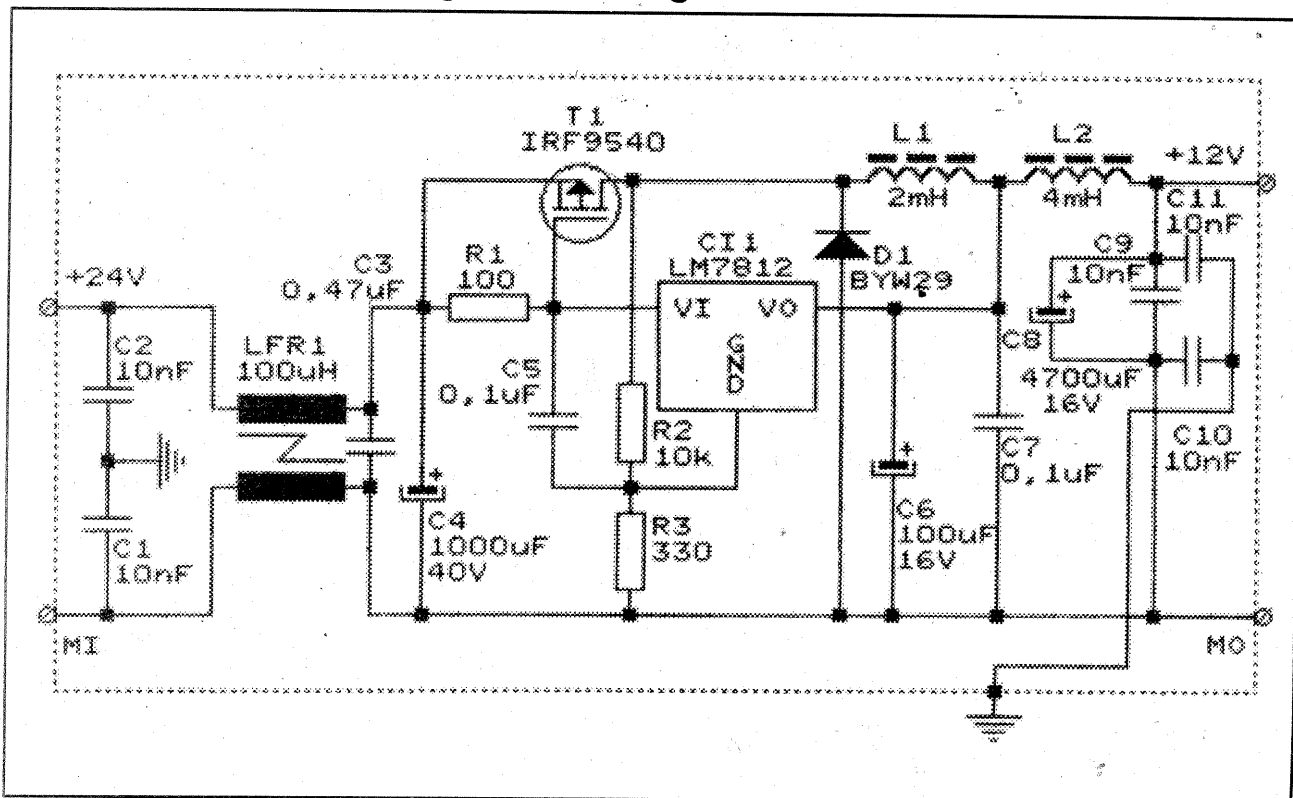 T1
IRF9540
L1
2mH
L2
4mH
+12V
C11
10nF
C9
10nF
+24V
C3
0,47uF
R1
100
CI1
LM7812
VI
VO
GND
D1
BYW29
C2
10nF
LFR1
100uH
C5
0,1uF
C8
4700uF
16V
R2
10k
C10
10nF
C7
0,1uF
C1
10nF
C4
1000uF
40V
R3
330
C6
100uF
16V
MI
MO